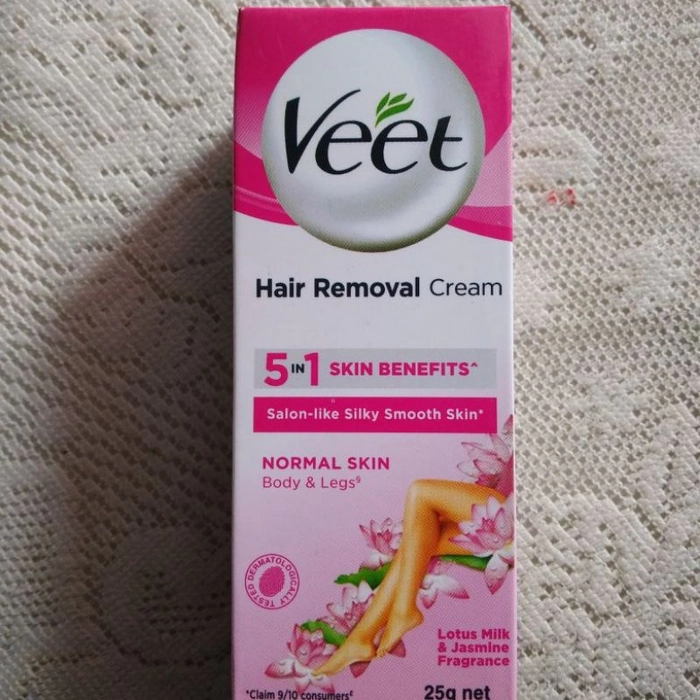 Veet
Hair Removal Cream
5 IN 1 SKIN BENEFITS^
Salon-like Silky Smooth Skin*
NORMAL SKIN
Body & Legs§
DERMATOLOGICALLY TESTED
Lotus Milk
& Jasmine
Fragrance
*Claim 9/10 consumers£
25g net